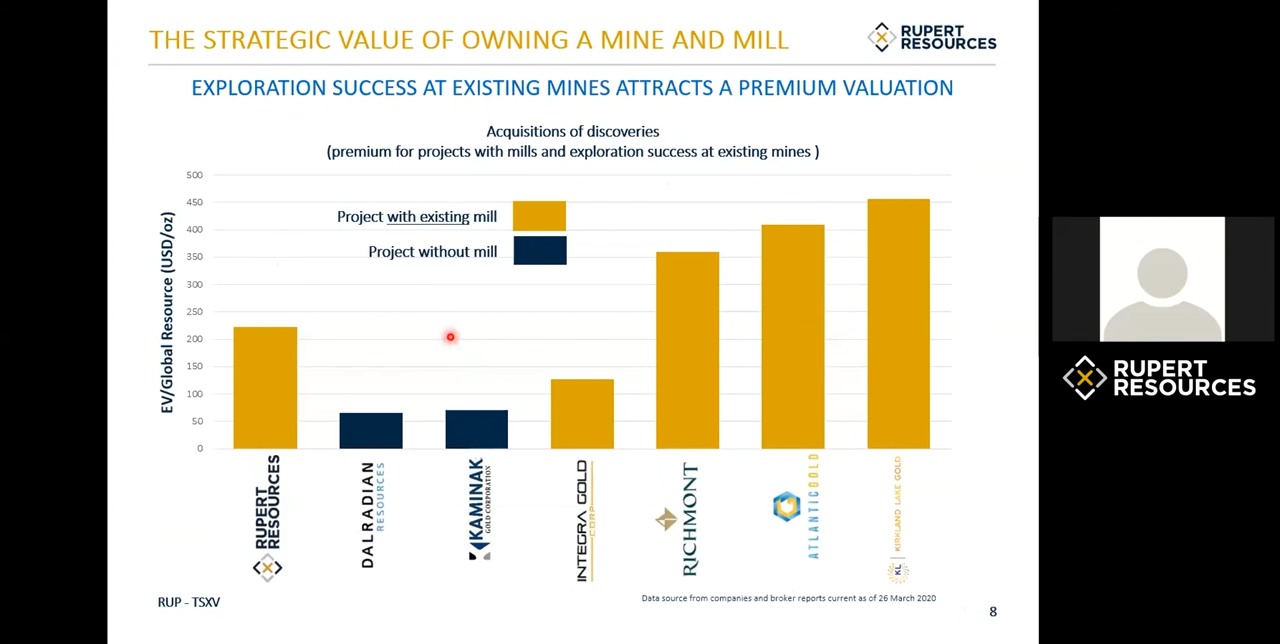 THE STRATEGIC VALUE OF OWNING A MINE AND MILL
RUPERT
RESOURCES
EXPLORATION SUCCESS AT EXISTING MINES ATTRACTS A PREMIUM VALUATION
Acquisitions of discoveries
(premium for projects with mills and exploration success at existing mines )
EV/Global Resource (USD/oz)
500
450
400
350
300
250
200
150
100
50
0
Project with existing mill
Project without mill
RUPERT
RESOURCES
DALRADIAN
RESOURCES
KAMINAK
GOLD CORPORATION
INTEGRA GOLD
CORP
RICHMONT
ATLANTICGOLD
KL
KIRKLAND LAKE GOLD
RUP - TSXV
Data source from companies and broker reports current as of 26 March 2020
8
RUPERT
RESOURCES